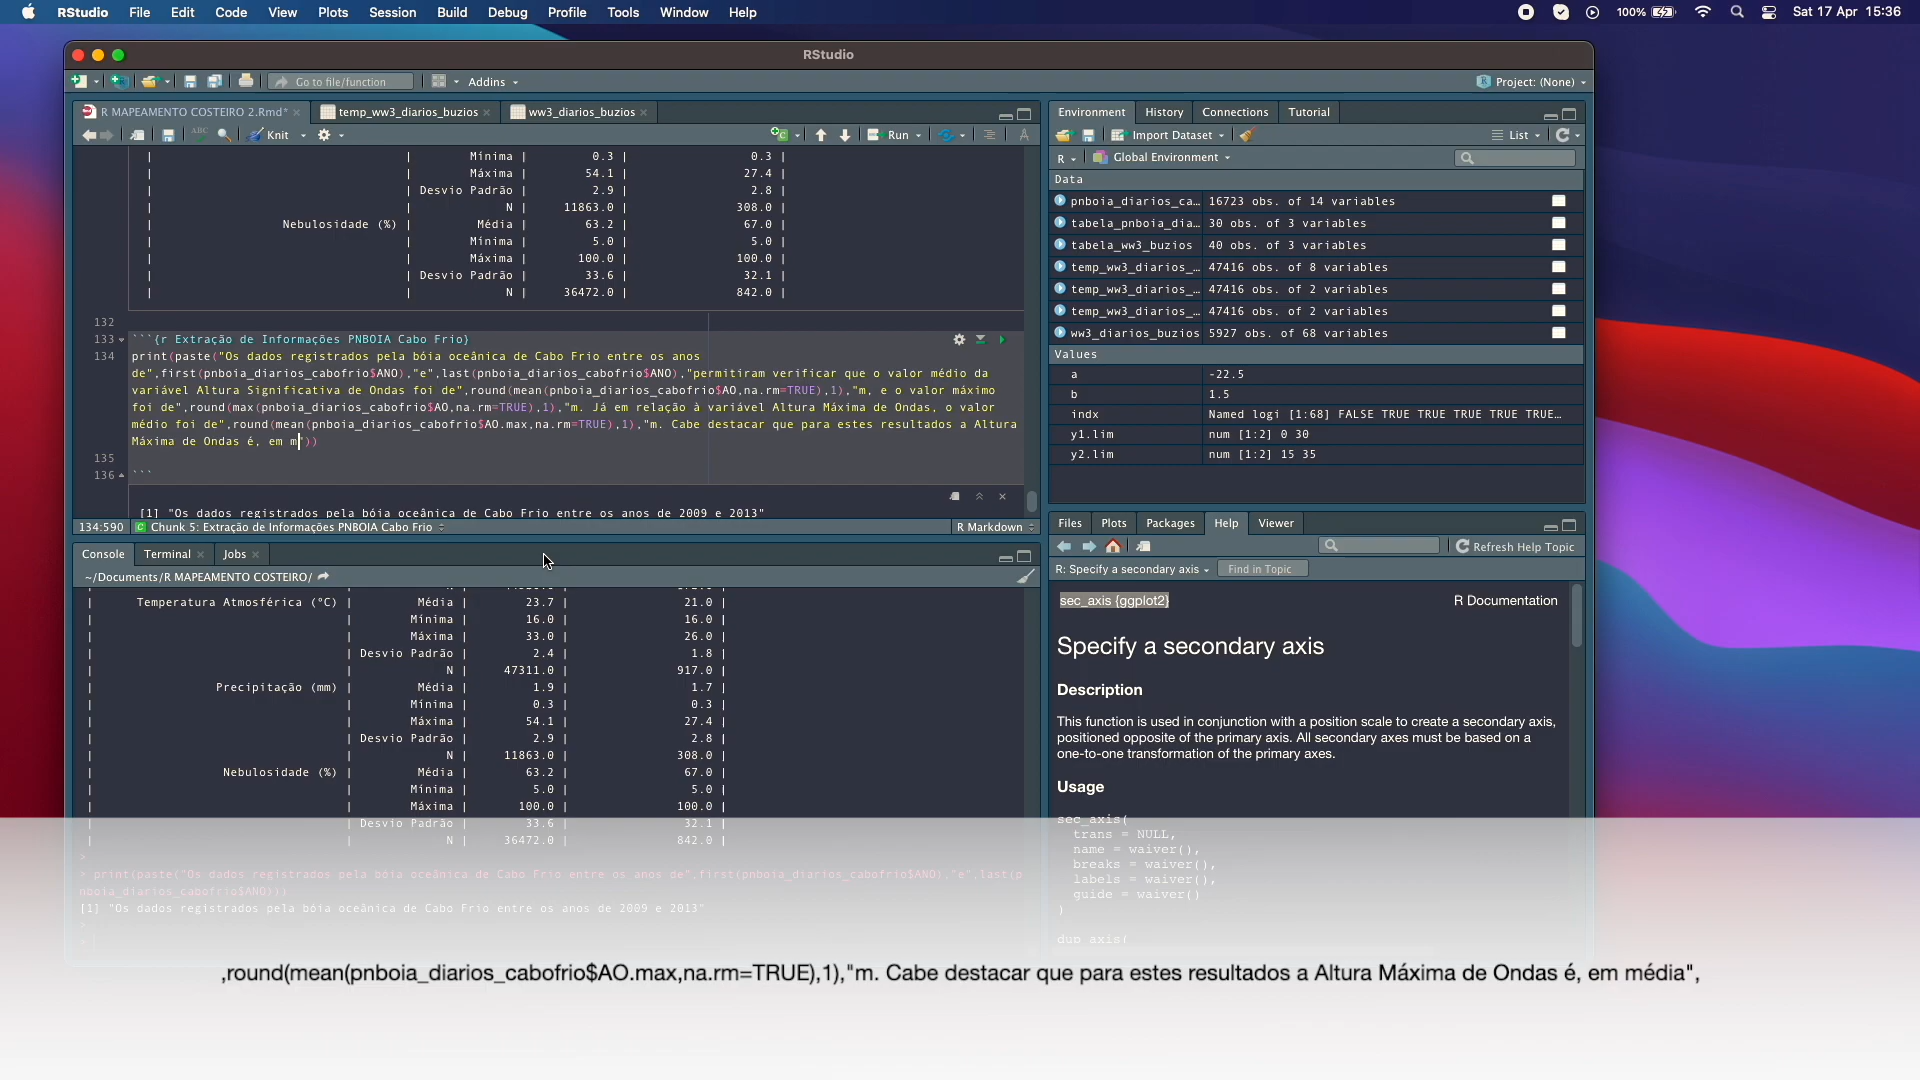 RStudio File Edit Code View Plots Session Build Debug Profile Tools Window Help 100% Sat 17 Apr 15:36
RStudio
Go to file/function Addins Project: (None)
R MAPEAMENTO COSTEIRO 2.Rmd* temp_ww3_diarios_buzios ww3_diarios_buzios
ABC Knit Run
| | Mínima | 0.3 | 0.3 |
| | Máxima | 54.1 | 27.4 |
| | Desvio Padrão | 2.9 | 2.8 |
| | N | 11863.0 | 308.0 |
| Nebulosidade (%) | Média | 63.2 | 67.0 |
| | Mínima | 5.0 | 5.0 |
| | Máxima | 100.0 | 100.0 |
| | Desvio Padrão | 33.6 | 32.1 |
| | N | 36472.0 | 842.0 |
132
133 ```{r Extração de Informações PNBOIA Cabo Frio}
134 print(paste("Os dados registrados pela bóia oceânica de Cabo Frio entre os anos
de",first(pnboia_diarios_cabofrio$ANO),"e",last(pnboia_diarios_cabofrio$ANO),"permitiram verificar que o valor médio da
variável Altura Significativa de Ondas foi de",round(mean(pnboia_diarios_cabofrio$AO,na.rm=TRUE),1),"m, e o valor máximo
foi de",round(max(pnboia_diarios_cabofrio$AO,na.rm=TRUE),1),"m. Já em relação à variável Altura Máxima de Ondas, o valor
médio foi de",round(mean(pnboia_diarios_cabofrio$AO.max,na.rm=TRUE),1),"m. Cabe destacar que para estes resultados a Altura
Máxima de Ondas é, em m"))
135
136 ```
[1] "Os dados registrados pela bóia oceânica de Cabo Frio entre os anos de 2009 e 2013"
134:590 Chunk 5: Extração de Informações PNBOIA Cabo Frio R Markdown
Console Terminal Jobs
~/Documents/R MAPEAMENTO COSTEIRO/
| Temperatura Atmosférica (°C) | Média | 23.7 | 21.0 |
| | Mínima | 16.0 | 16.0 |
| | Máxima | 33.0 | 26.0 |
| | Desvio Padrão | 2.4 | 1.8 |
| | N | 47311.0 | 917.0 |
| Precipitação (mm) | Média | 1.9 | 1.7 |
| | Mínima | 0.3 | 0.3 |
| | Máxima | 54.1 | 27.4 |
| | Desvio Padrão | 2.9 | 2.8 |
| | N | 11863.0 | 308.0 |
| Nebulosidade (%) | Média | 63.2 | 67.0 |
| | Mínima | 5.0 | 5.0 |
| | Máxima | 100.0 | 100.0 |
| | Desvio Padrão | 33.6 | 32.1 |
| | N | 36472.0 | 842.0 |
>
> print(paste("Os dados registrados pela bóia oceânica de Cabo Frio entre os anos de",first(pnboia_diarios_cabofrio$ANO),"e",last(p
nboia_diarios_cabofrio$ANO)))
[1] "Os dados registrados pela bóia oceânica de Cabo Frio entre os anos de 2009 e 2013"
>
>
Environment History Connections Tutorial
Import Dataset List
R Global Environment
Data
pnboia_diarios_ca… 16723 obs. of 14 variables
tabela_pnboia_dia… 30 obs. of 3 variables
tabela_ww3_buzios 40 obs. of 3 variables
temp_ww3_diarios_… 47416 obs. of 8 variables
temp_ww3_diarios_… 47416 obs. of 2 variables
temp_ww3_diarios_… 47416 obs. of 2 variables
ww3_diarios_buzios 5927 obs. of 68 variables
Values
a -22.5
b 1.5
indx Named logi [1:68] FALSE TRUE TRUE TRUE TRUE TRUE…
y1.lim num [1:2] 0 30
y2.lim num [1:2] 15 35
Files Plots Packages Help Viewer
Refresh Help Topic
R: Specify a secondary axis Find in Topic
sec_axis {ggplot2} R Documentation
Specify a secondary axis
Description
This function is used in conjunction with a position scale to create a secondary axis,
positioned opposite of the primary axis. All secondary axes must be based on a
one-to-one transformation of the primary axes.
Usage
sec_axis(
trans = NULL,
name = waiver(),
breaks = waiver(),
labels = waiver(),
guide = waiver()
)
dup_axis(
,round(mean(pnboia_diarios_cabofrio$AO.max,na.rm=TRUE),1),"m. Cabe destacar que para estes resultados a Altura Máxima de Ondas é, em média",